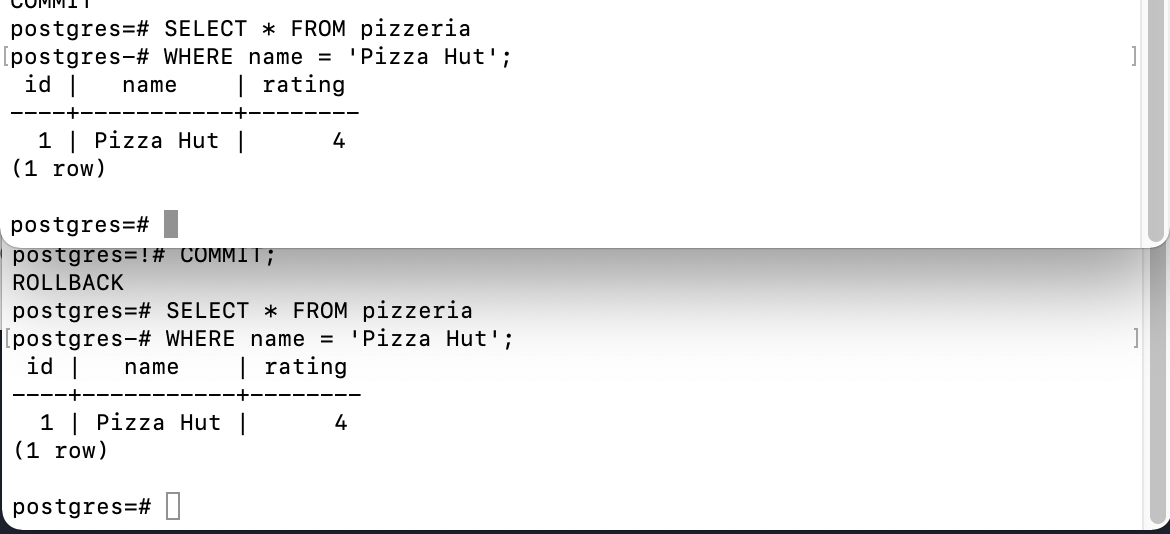 COMMIT
postgres=# SELECT * FROM pizzeria
[postgres-# WHERE name = 'Pizza Hut'; ]
 id |   name    | rating
----+-----------+--------
  1 | Pizza Hut |      4
(1 row)
postgres=#
postgres=!# COMMIT;
ROLLBACK
postgres=# SELECT * FROM pizzeria
[postgres-# WHERE name = 'Pizza Hut'; ]
 id |   name    | rating
----+-----------+--------
  1 | Pizza Hut |      4
(1 row)
postgres=#